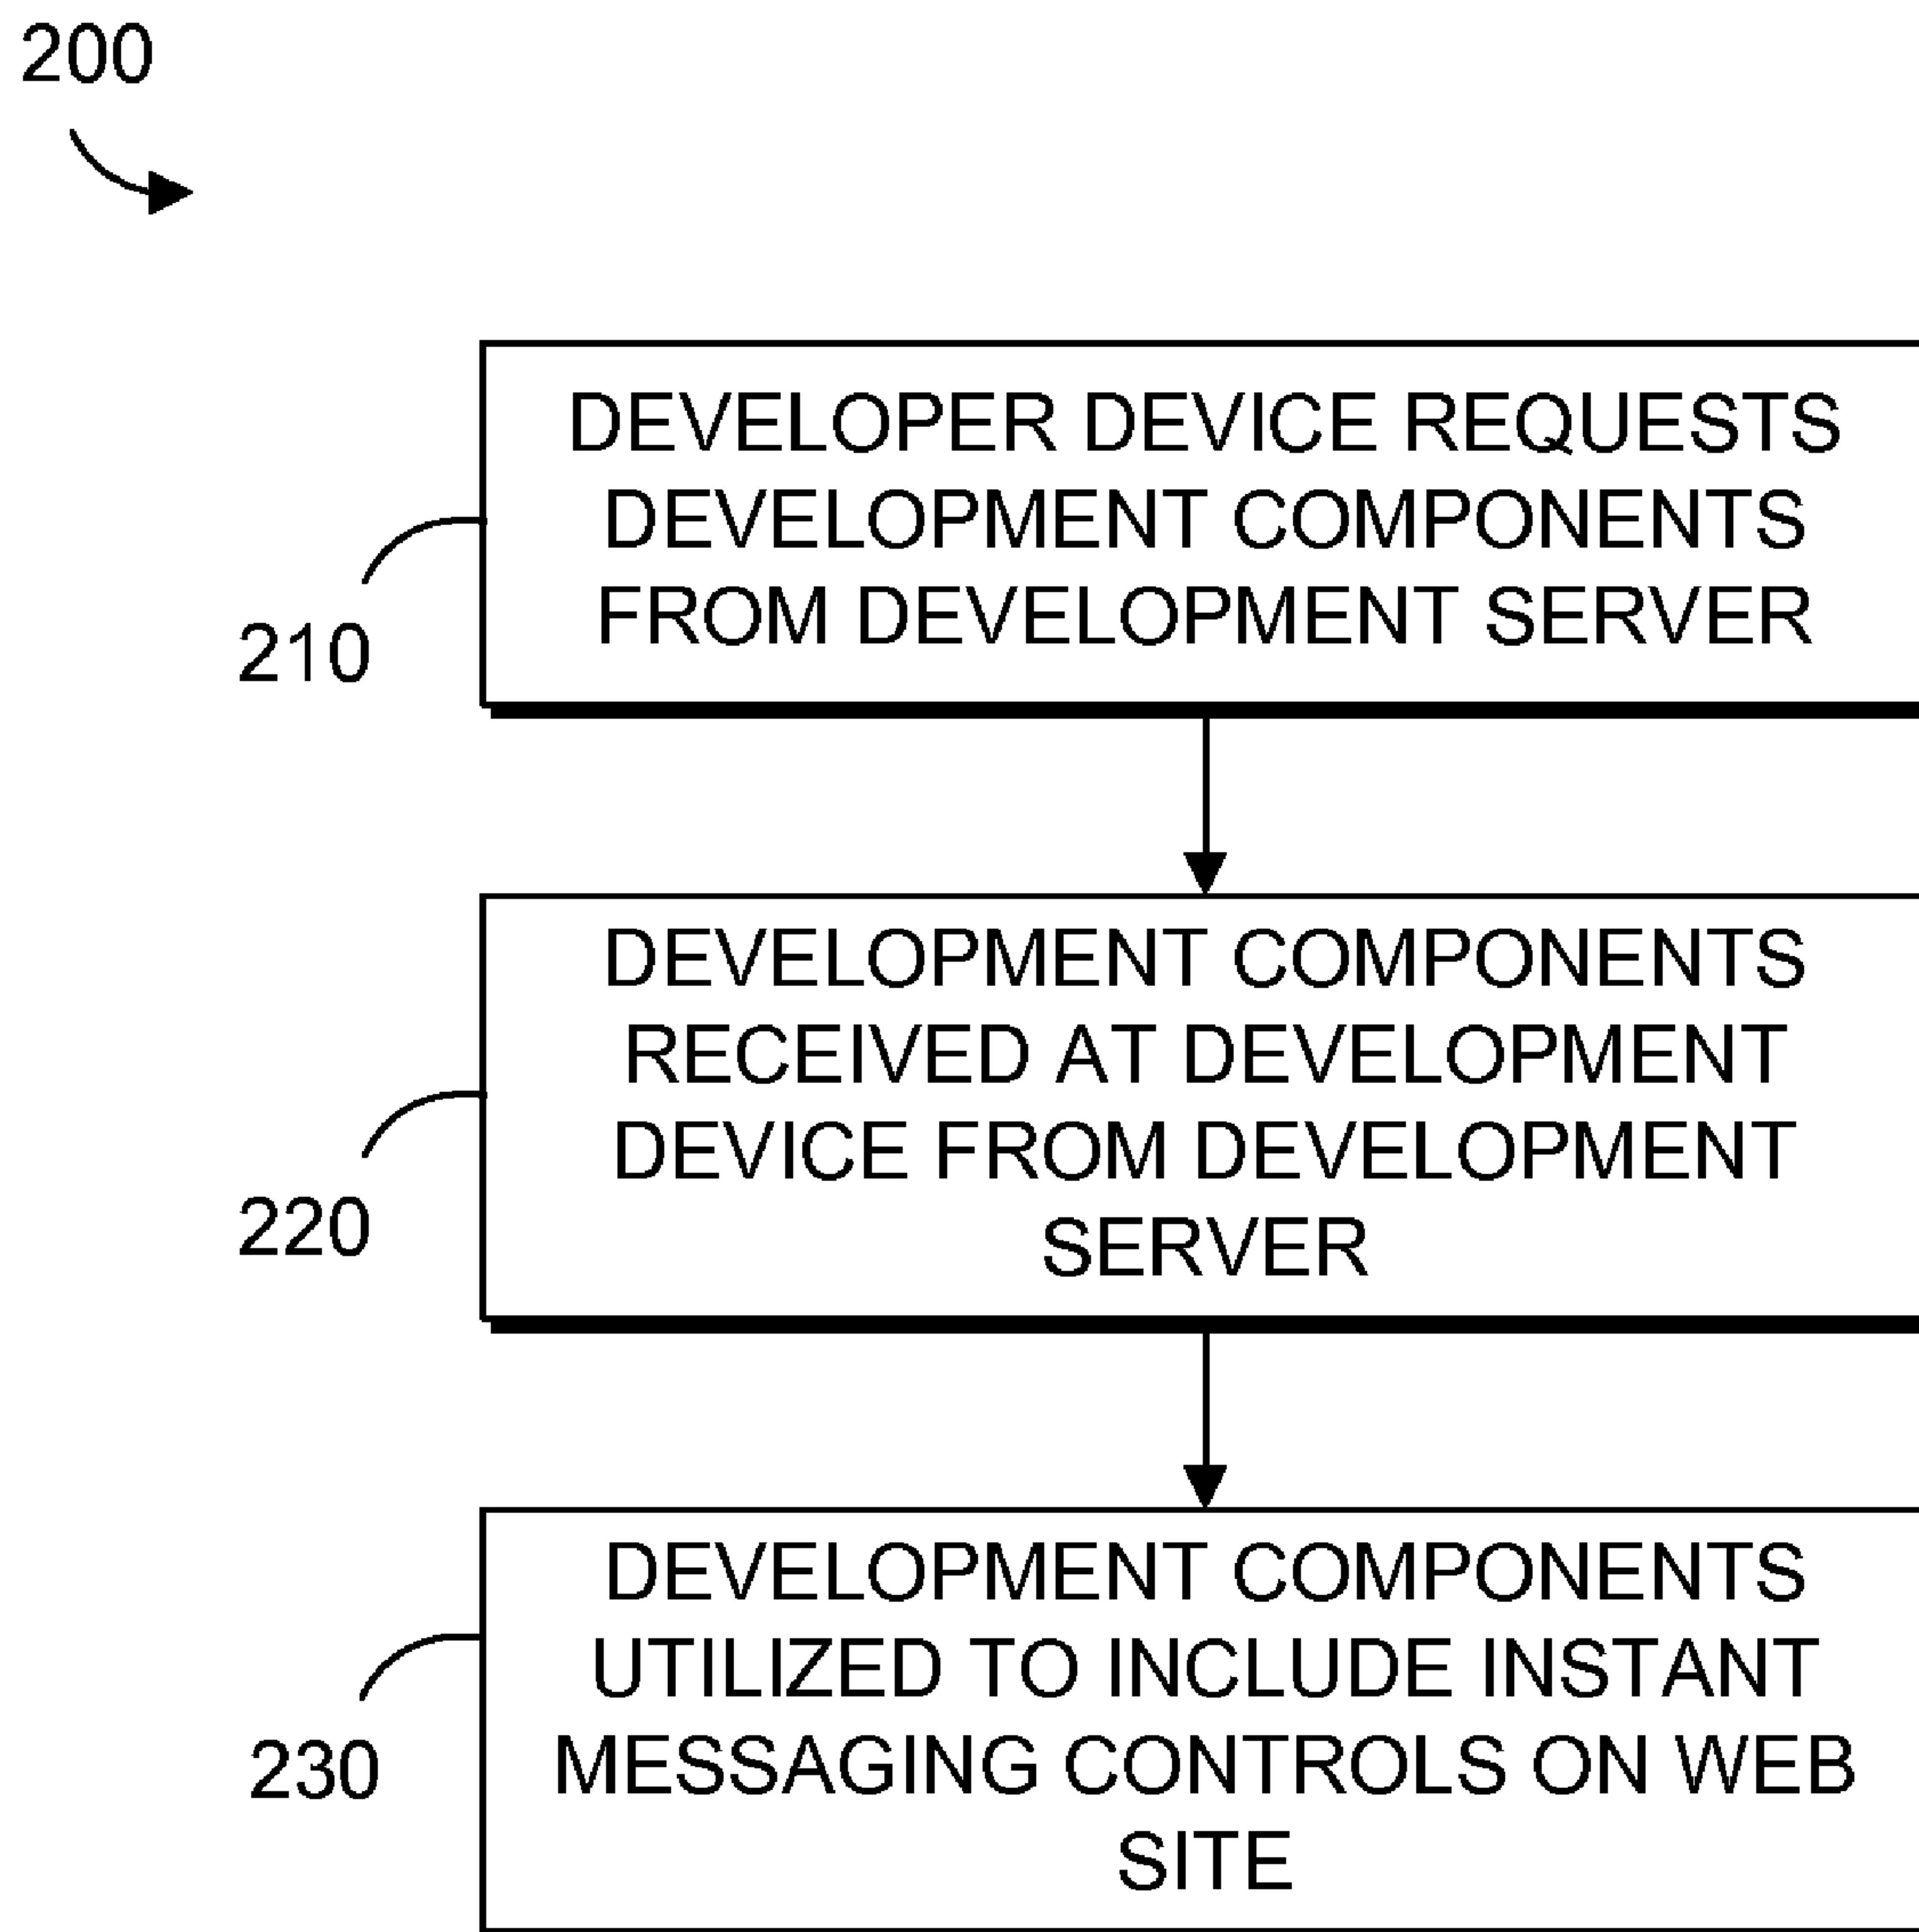 200
DEVELOPER DEVICE REQUESTS
DEVELOPMENT COMPONENTS
FROM DEVELOPMENT SERVER
210
DEVELOPMENT COMPONENTS
RECEIVED AT DEVELOPMENT
DEVICE FROM DEVELOPMENT
SERVER
220
DEVELOPMENT COMPONENTS
UTILIZED TO INCLUDE INSTANT
MESSAGING CONTROLS ON WEB
SITE
230